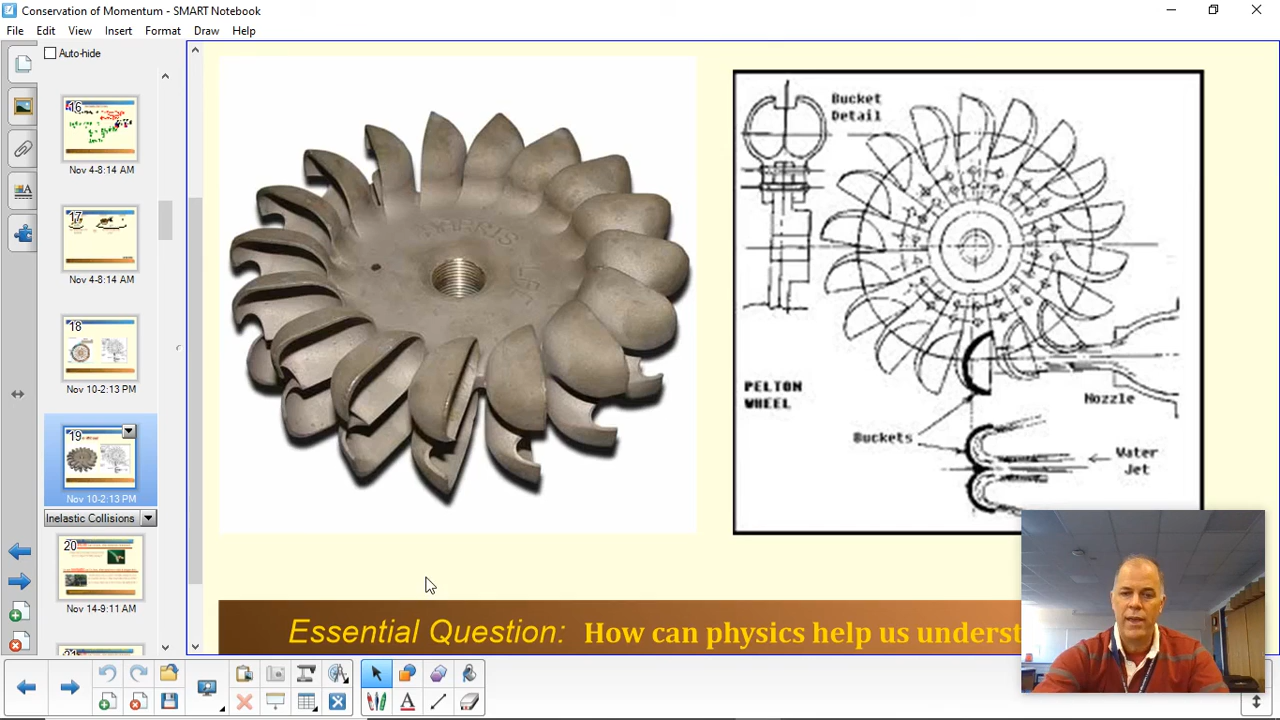 Conservation of Momentum - SMART Notebook
File Edit View Insert Format Draw Help
Auto-hide
16
Nov 4-8:14 AM
17
Nov 4-8:14 AM
18
Nov 10-2:13 PM
19
Nov 10-2:13 PM
Inelastic Collisions
20
Nov 14-9:11 AM
HARRIS
Bucket
Detail
PELTON
WHEEL
Nozzle
Buckets
Water
Jet
Essential Question: How can physics help us underst